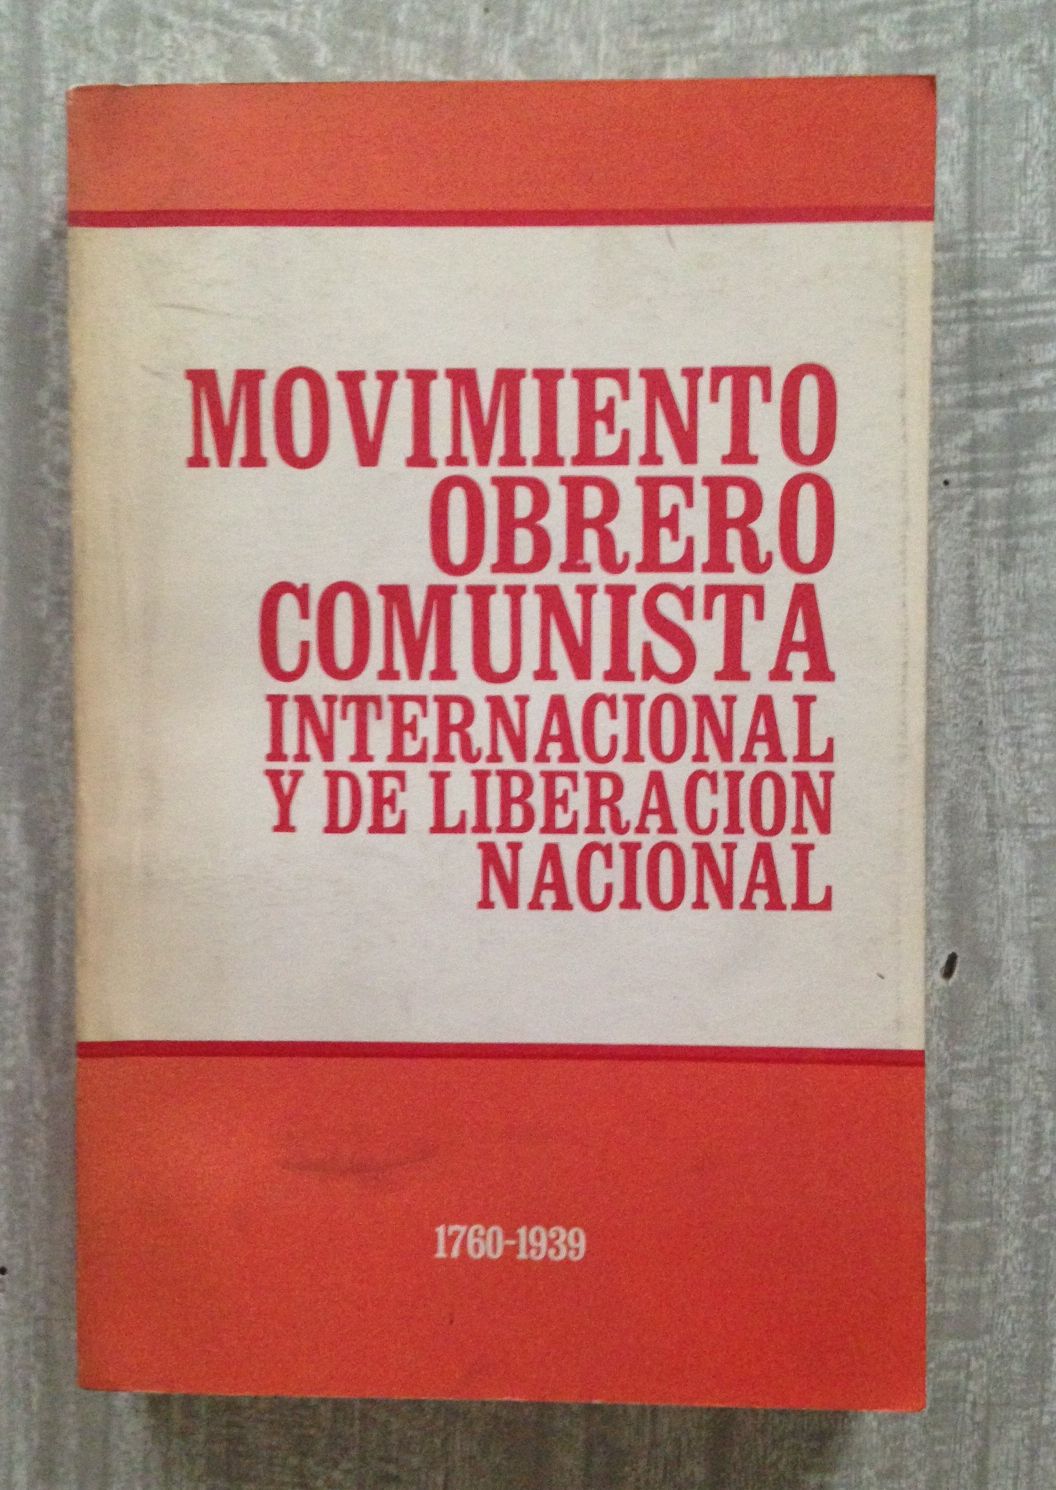 MOVIMIENTO
OBRERO
COMUNISTA
INTERNACIONAL
Y DE LIBERACION
NACIONAL
1760-1939